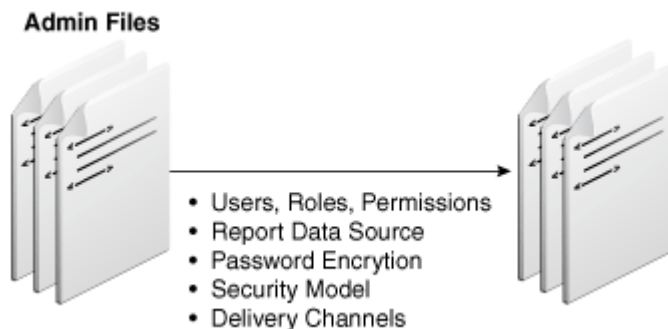 Admin Files
• Users, Roles, Permissions
• Report Data Source
• Password Encrytion
• Security Model
• Delivery Channels